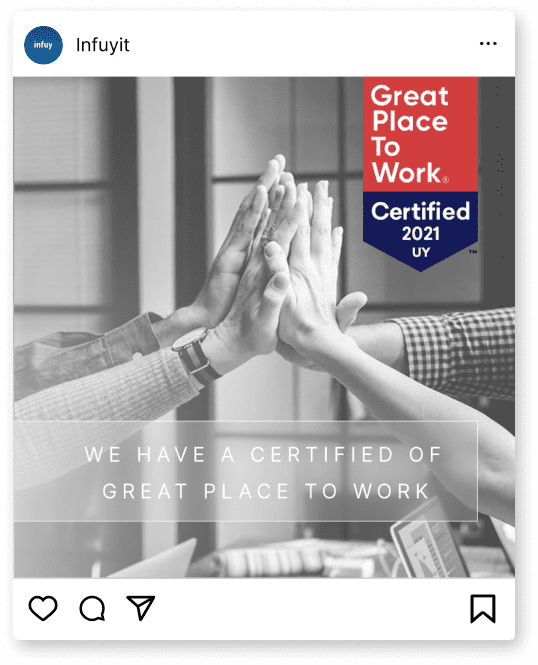 infuy
Infuyit
Great
Place
To
Work®
Certified
2021
UY
™
WE HAVE A CERTIFIED OF
GREAT PLACE TO WORK